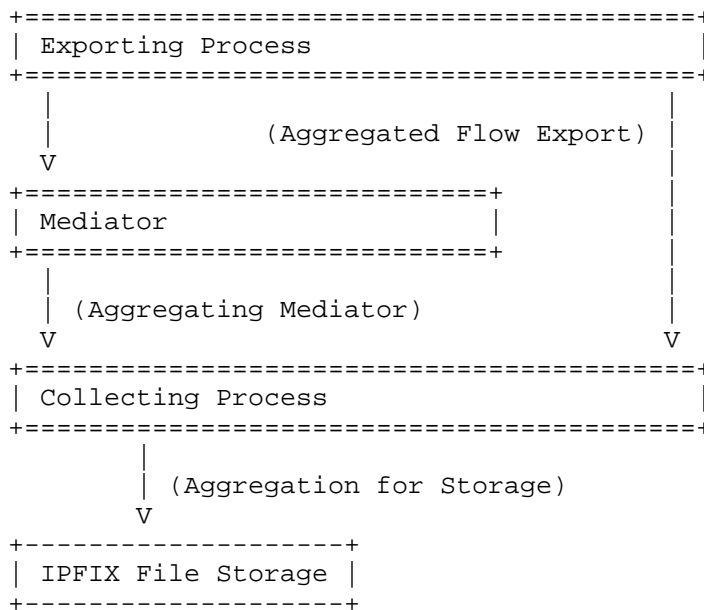 +==========================================+
| Exporting Process                        |
+==========================================+
  |                                      |
  |             (Aggregated Flow Export) |
  V                                      |
+=============================+          |
| Mediator                    |          |
+=============================+          |
  |                                      |
  | (Aggregating Mediator)               |
  V                                      V
+==========================================+
| Collecting Process                       |
+==========================================+
        |
        | (Aggregation for Storage)
        V
+--------------------+
| IPFIX File Storage |
+--------------------+